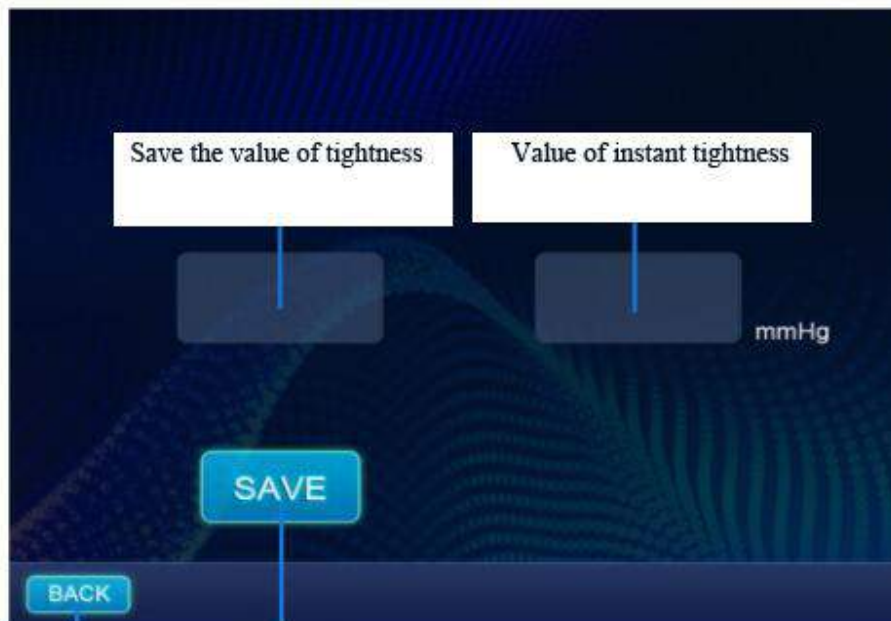 Save the value of tightness
Value of instant tightness
mmHg
SAVE
BACK